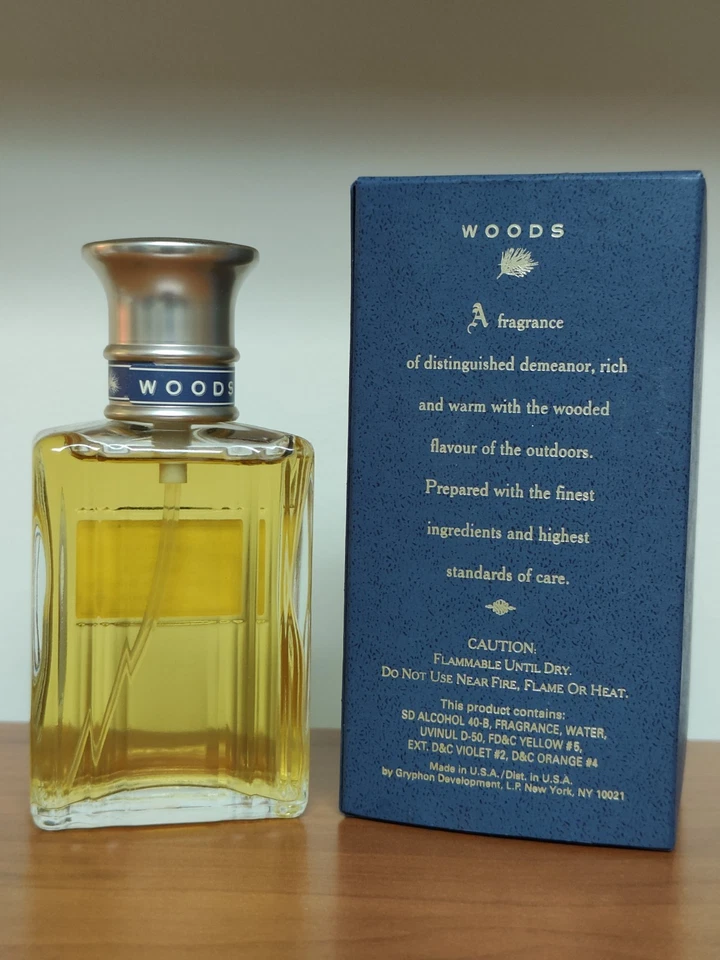 WOODS
WOODS
A fragrance
of distinguished demeanor, rich
and warm with the wooded
flavour of the outdoors.
Prepared with the finest
ingredients and highest
standards of care.
CAUTION:
FLAMMABLE UNTIL DRY.
DO NOT USE NEAR FIRE, FLAME OR HEAT.
This product contains:
SD ALCOHOL 40-B, FRAGRANCE, WATER,
UVINUL D-50, FD&C YELLOW #5,
EXT. D&C VIOLET #2, D&C ORANGE #4
Made in U.S.A./Dist. in U.S.A.
by Gryphon Development, L.P. New York, NY 10021